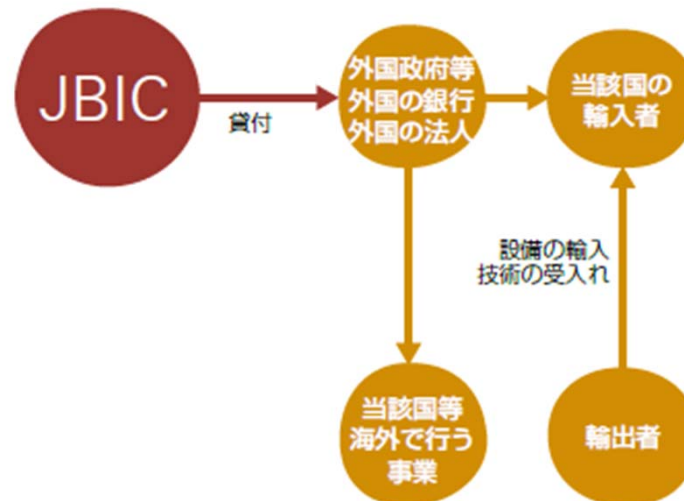 JBIC
貸付
外国政府等
外国の銀行
外国の法人
当該国の
輸入者
設備の輸入
技術の受入れ
当該国等
海外で行う
事業
輸出者